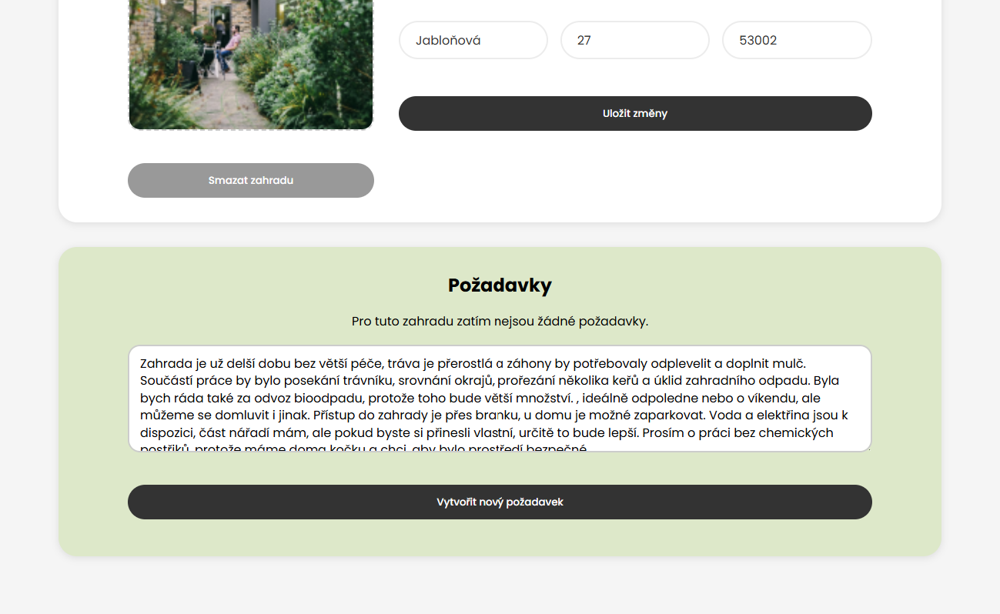 Jabloňová 27 53002
Uložit změny
Smazat zahradu
Požadavky
Pro tuto zahradu zatím nejsou žádné požadavky.
Zahrada je už delší dobu bez větší péče, tráva je přerostlá a záhony by potřebovaly odplevelit a doplnit mulč.
Součástí práce by bylo posekání trávníku, srovnání okrajů, prořezání několika keřů a úklid zahradního odpadu. Byla
bych ráda také za odvoz bioodpadu, protože toho bude větší množství. , ideálně odpoledne nebo o víkendu, ale
můžeme se domluvit i jinak. Přístup do zahrady je přes branku, u domu je možné zaparkovat. Voda a elektřina jsou k
dispozici, část nářadí mám, ale pokud byste si přinesli vlastní, určitě to bude lepší. Prosím o práci bez chemických
postřiků, protože máme doma kočku a chci, aby bylo prostředí bezpečné.
Vytvořit nový požadavek